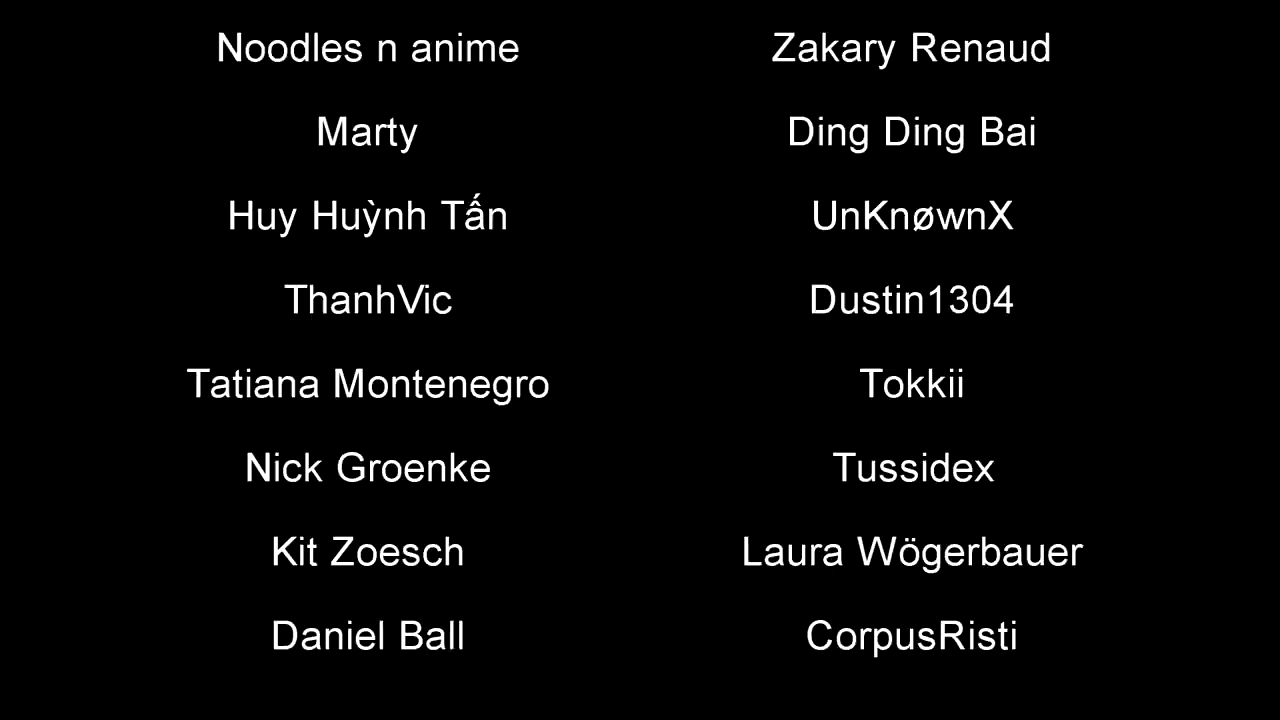 Noodles n anime
Zakary Renaud
Marty
Ding Ding Bai
Huy Huỳnh Tấn
UnKnøwnX
ThanhVic
Dustin1304
Tatiana Montenegro
Tokkii
Nick Groenke
Tussidex
Kit Zoesch
Laura Wögerbauer
Daniel Ball
CorpusRisti